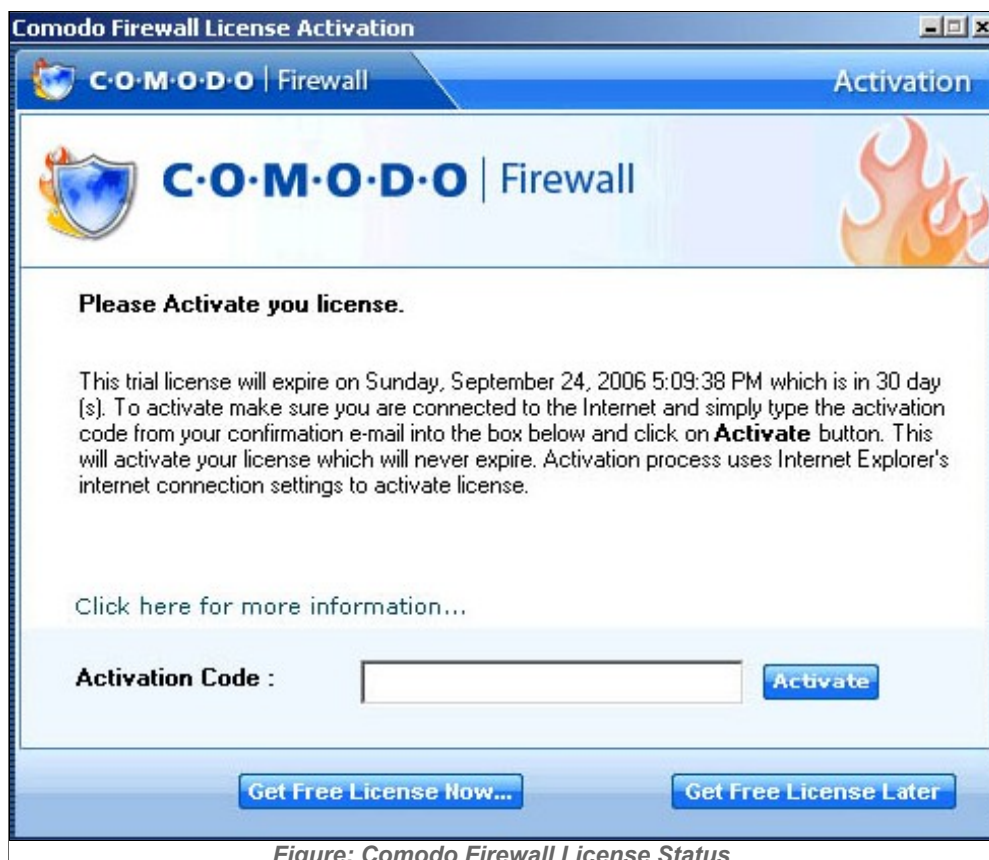 Comodo Firewall License Activation
C·O·M·O·D·O | Firewall
Activation
C·O·M·O·D·O | Firewall
Please Activate you license.
This trial license will expire on Sunday, September 24, 2006 5:09:38 PM which is in 30 day
(s). To activate make sure you are connected to the Internet and simply type the activation
code from your confirmation e-mail into the box below and click on Activate button. This
will activate your license which will never expire. Activation process uses Internet Explorer's
internet connection settings to activate license.
Click here for more information...
Activation Code :
Activate
Get Free License Now...
Get Free License Later
Figure: Comodo Firewall License Status